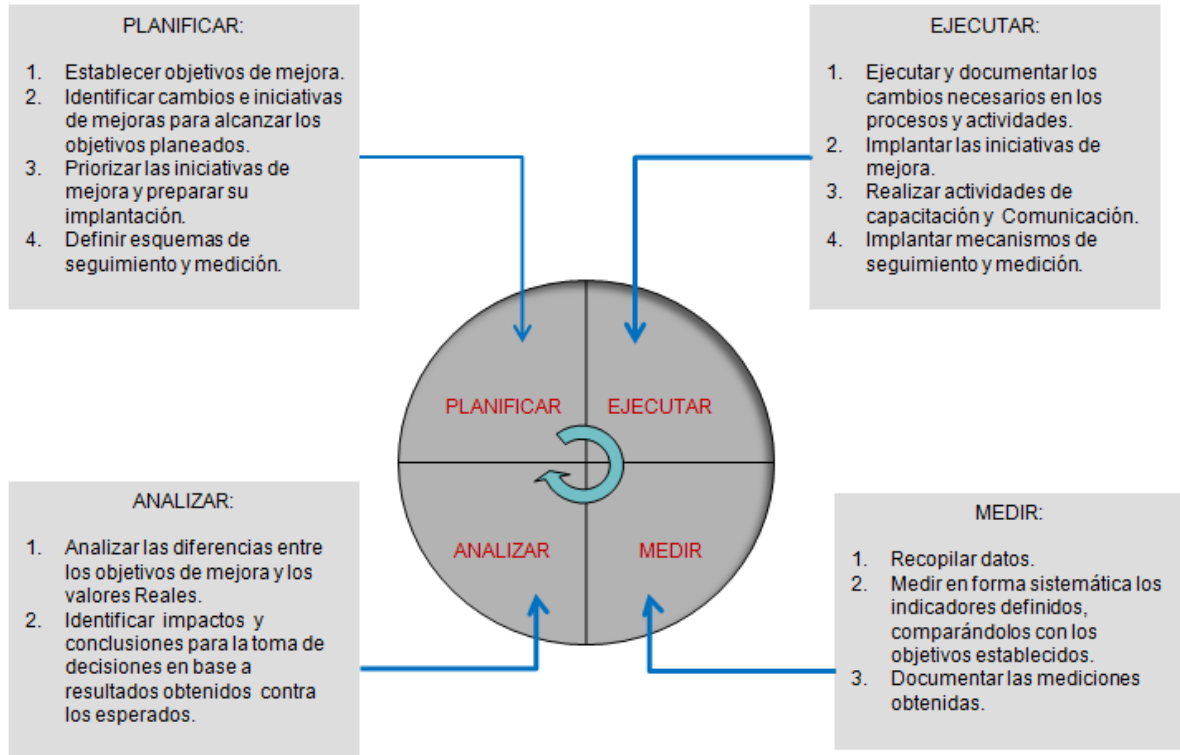 PLANIFICAR:
1. Establecer objetivos de mejora.
2. Identificar cambios e iniciativas
de mejoras para alcanzar los
objetivos planeados.
3. Priorizar las iniciativas de
mejora y preparar su
implantación.
4. Definir esquemas de
seguimiento y medición.
EJECUTAR:
1. Ejecutar y documentar los
cambios necesarios en los
procesos y actividades.
2. Implantar las iniciativas de
mejora.
3. Realizar actividades de
capacitación y Comunicación.
4. Implantar mecanismos de
seguimiento y medición.
PLANIFICAR
EJECUTAR
ANALIZAR
MEDIR
ANALIZAR:
1. Analizar las diferencias entre
los objetivos de mejora y los
valores Reales.
2. Identificar impactos y
conclusiones para la toma de
decisiones en base a
resultados obtenidos contra
los esperados.
MEDIR:
1. Recopilar datos.
2. Medir en forma sistemática los
indicadores definidos,
comparándolos con los
objetivos establecidos.
3. Documentar las mediciones
obtenidas.